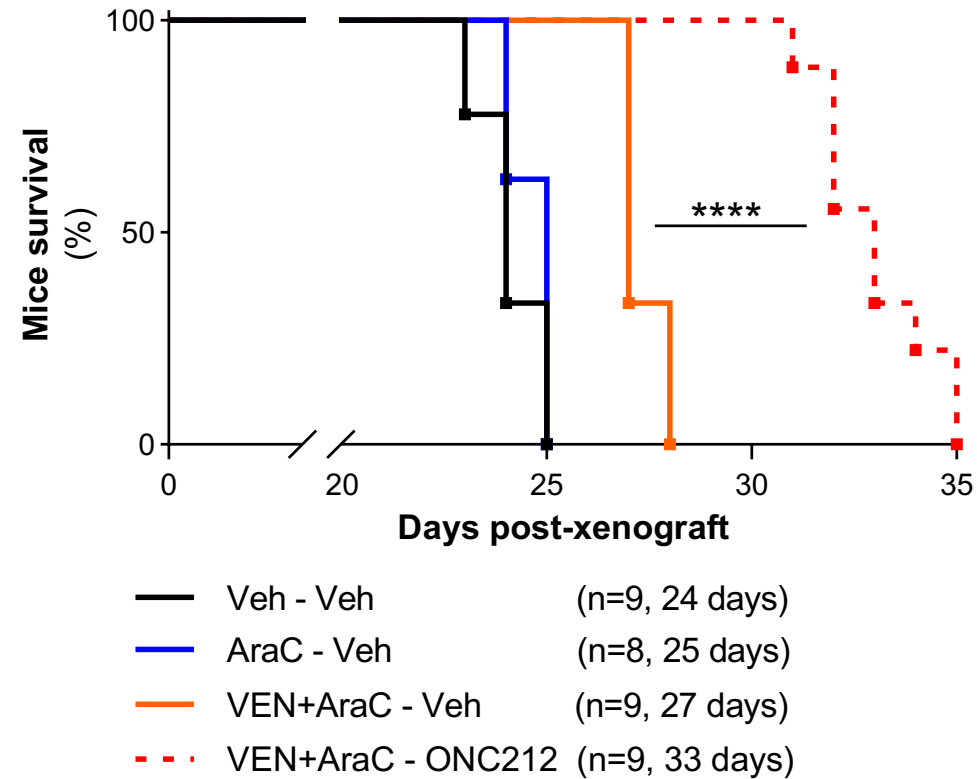 100
50
0
Mice survival
(%)
****
0 20 25 30 35
Days post-xenograft
Veh - Veh (n=9, 24 days)
AraC - Veh (n=8, 25 days)
VEN+AraC - Veh (n=9, 27 days)
VEN+AraC - ONC212 (n=9, 33 days)